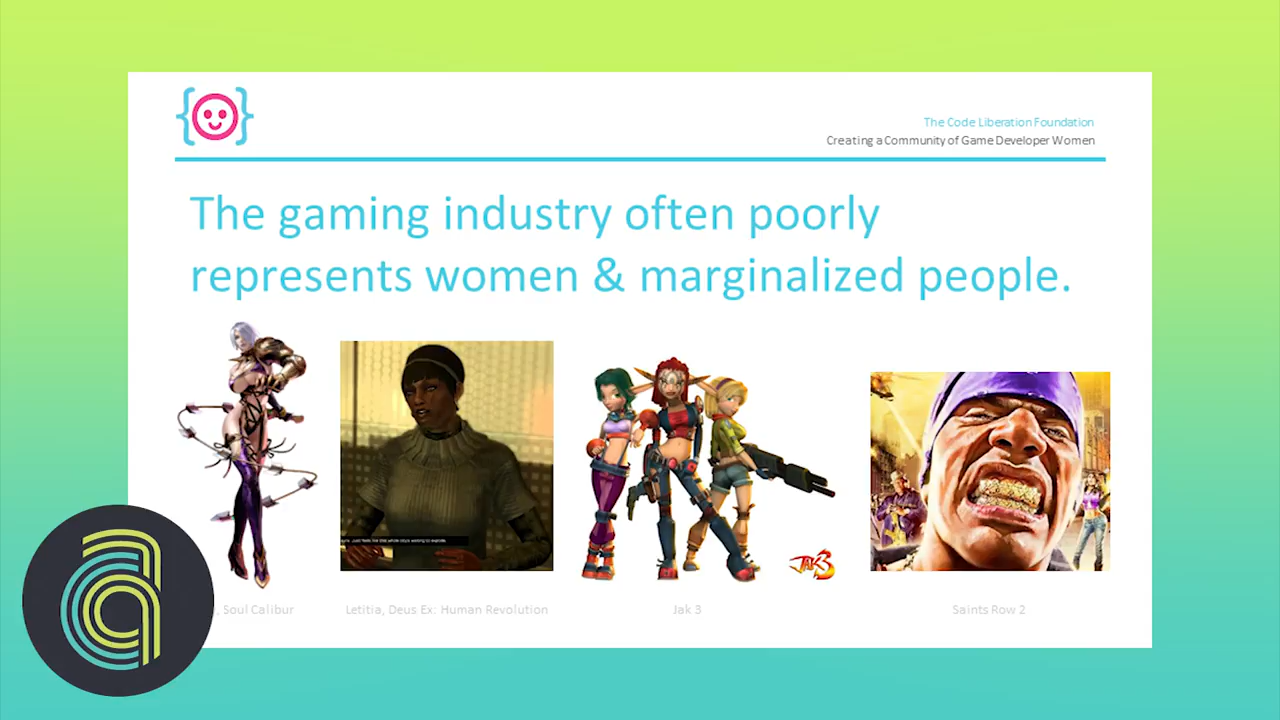 The Code Liberation Foundation
Creating a Community of Game Developer Women
The gaming industry often poorly
represents women & marginalized people.
JAK3
, Soul Calibur
Letitia, Deus Ex: Human Revolution
Jak 3
Saints Row 2